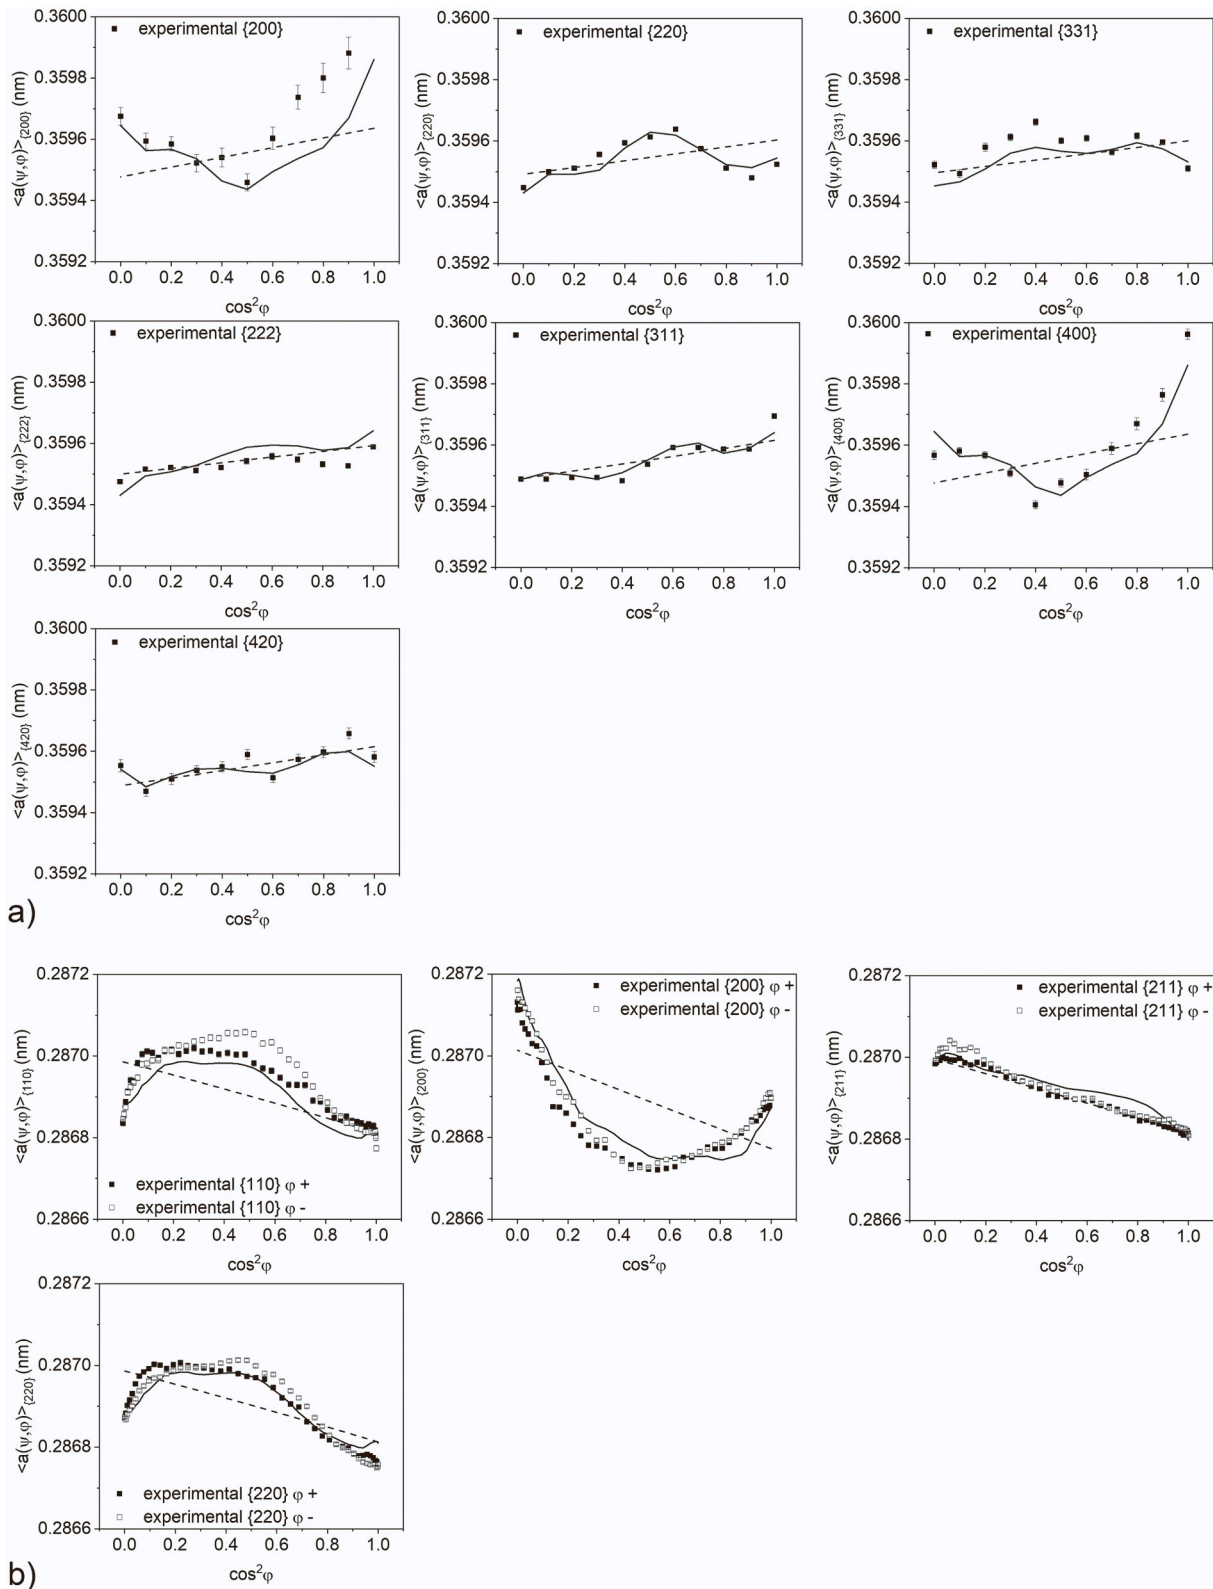 experimental {200}
<a(ψ,φ)>{200} (nm)
0.3600
0.3598
0.3596
0.3594
0.3592
0.0 0.2 0.4 0.6 0.8 1.0
cos²φ
experimental {220}
<a(ψ,φ)>{220} (nm)
0.3600
0.3598
0.3596
0.3594
0.3592
0.0 0.2 0.4 0.6 0.8 1.0
cos²φ
experimental {331}
<a(ψ,φ)>{331} (nm)
0.3600
0.3598
0.3596
0.3594
0.3592
0.0 0.2 0.4 0.6 0.8 1.0
cos²φ
experimental {222}
<a(ψ,φ)>{222} (nm)
0.3600
0.3598
0.3596
0.3594
0.3592
0.0 0.2 0.4 0.6 0.8 1.0
cos²φ
experimental {311}
<a(ψ,φ)>{311} (nm)
0.3600
0.3598
0.3596
0.3594
0.3592
0.0 0.2 0.4 0.6 0.8 1.0
cos²φ
experimental {400}
<a(ψ,φ)>{400} (nm)
0.3600
0.3598
0.3596
0.3594
0.3592
0.0 0.2 0.4 0.6 0.8 1.0
cos²φ
experimental {420}
<a(ψ,φ)>{420} (nm)
0.3600
0.3598
0.3596
0.3594
0.3592
0.0 0.2 0.4 0.6 0.8 1.0
cos²φ
a)
<a(ψ,φ)>{110} (nm)
0.2872
0.2870
0.2868
0.2866
experimental {110} φ +
experimental {110} φ -
0.0 0.2 0.4 0.6 0.8 1.0
cos²φ
experimental {200} φ +
experimental {200} φ -
<a(ψ,φ)>{200} (nm)
0.2872
0.2870
0.2868
0.2866
0.0 0.2 0.4 0.6 0.8 1.0
cos²φ
experimental {211} φ +
experimental {211} φ -
<a(ψ,φ)>{211} (nm)
0.2872
0.2870
0.2868
0.2866
0.0 0.2 0.4 0.6 0.8 1.0
cos²φ
<a(ψ,φ)>{220} (nm)
0.2872
0.2870
0.2868
0.2866
experimental {220} φ +
experimental {220} φ -
0.0 0.2 0.4 0.6 0.8 1.0
cos²φ
b)